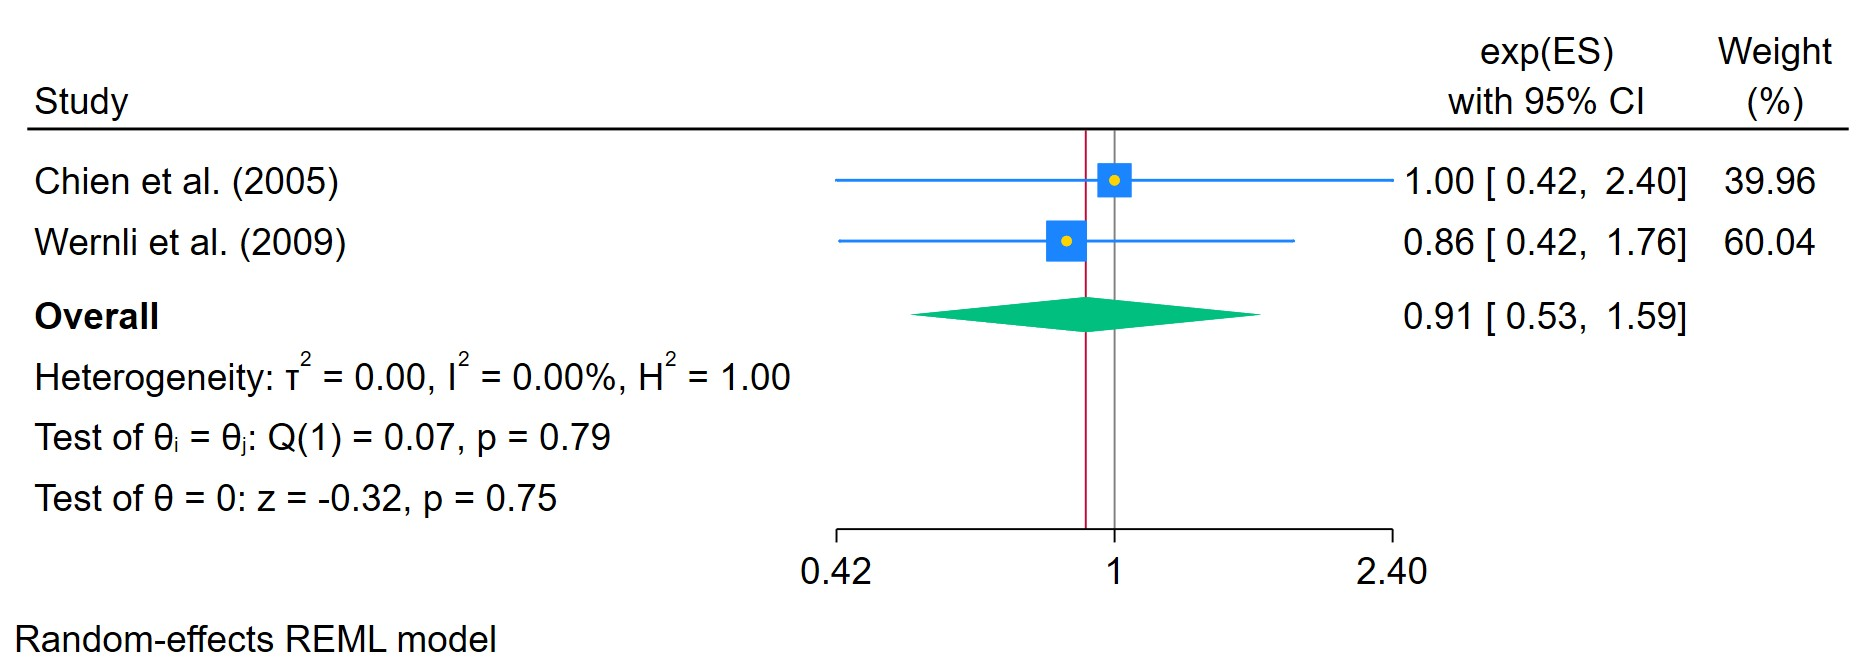 exp(ES) Weight
Study with 95% CI (%)
Chien et al. (2005) 1.00 [ 0.42, 2.40] 39.96
Wernli et al. (2009) 0.86 [ 0.42, 1.76] 60.04
Overall 0.91 [ 0.53, 1.59]
Heterogeneity: τ² = 0.00, I² = 0.00%, H² = 1.00
Test of θᵢ = θⱼ: Q(1) = 0.07, p = 0.79
Test of θ = 0: z = -0.32, p = 0.75
0.42 1 2.40
Random-effects REML model